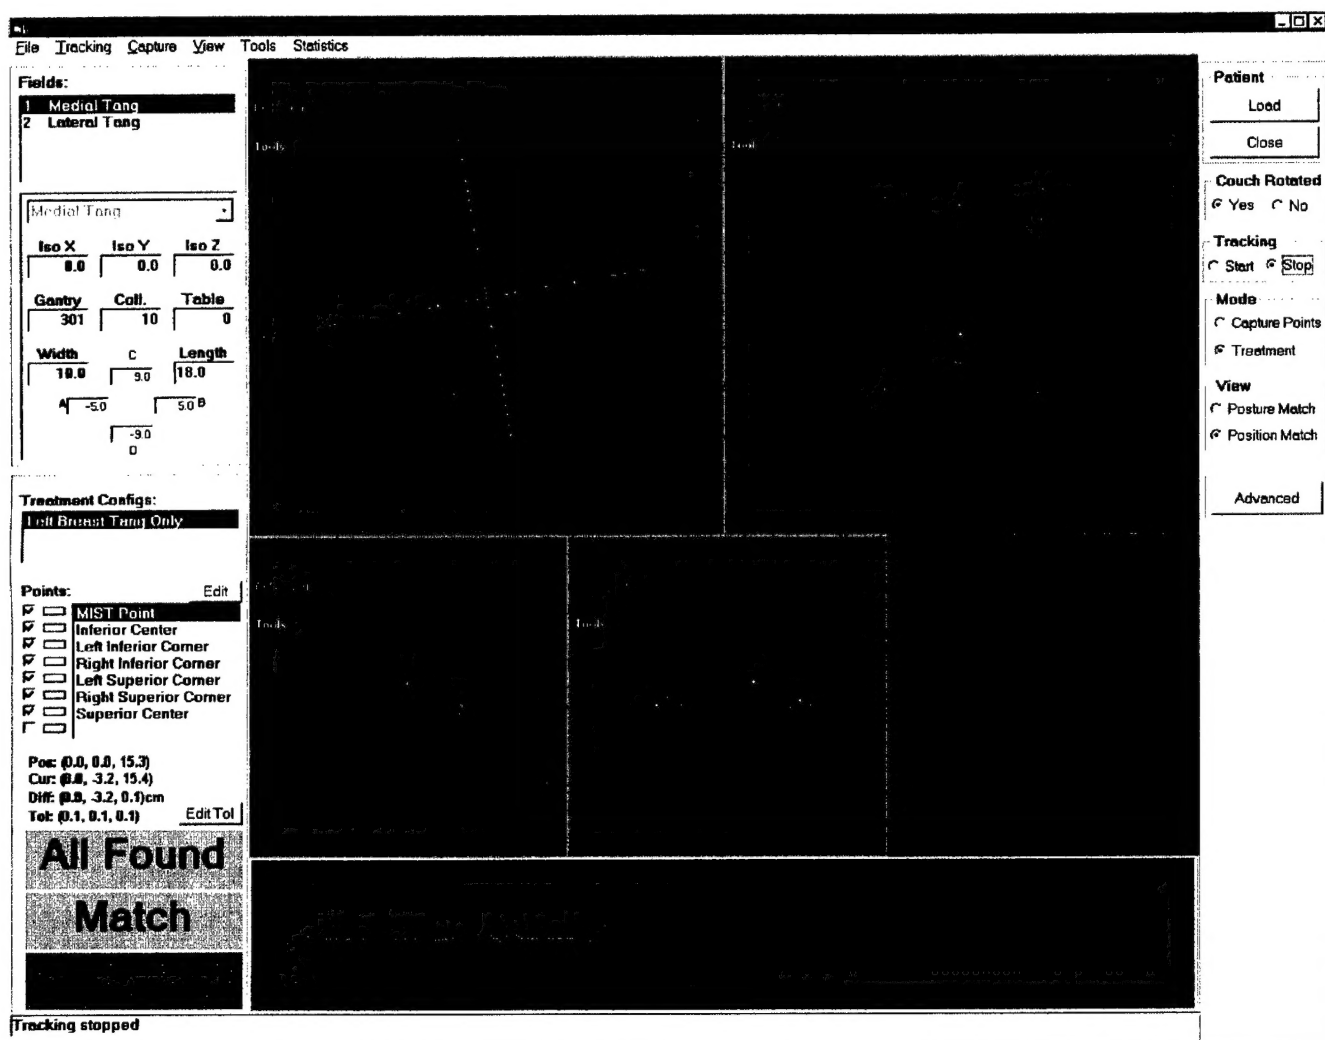 File Tracking Capture View Tools Statistics
Fields:
1 Medial Tang
2 Lateral Tang
Medial Tang
Iso X Iso Y Iso Z
0.0 0.0 0.0
Gantry Coll. Table
301 10 0
Width C Length
10.0 9.0 18.0
A -5.0 5.0 B
-9.0
D
Treatment Configs:
Left Breast Tang Only
Points: Edit
MIST Point
Inferior Center
Left Inferior Corner
Right Inferior Corner
Left Superior Corner
Right Superior Corner
Superior Center
Pos: (0.0, 0.0, 15.3)
Cur: (0.0, -3.2, 15.4)
Diff: (0.0, -3.2, 0.1)cm
Tol: (0.1, 0.1, 0.1) Edit Tol
All Found
Match
Tracking stopped
Tools
Tools
Tools
Patient
Load
Close
Couch Rotated
Yes No
Tracking
Start Stop
Mode
Capture Points
Treatment
View
Posture Match
Position Match
Advanced